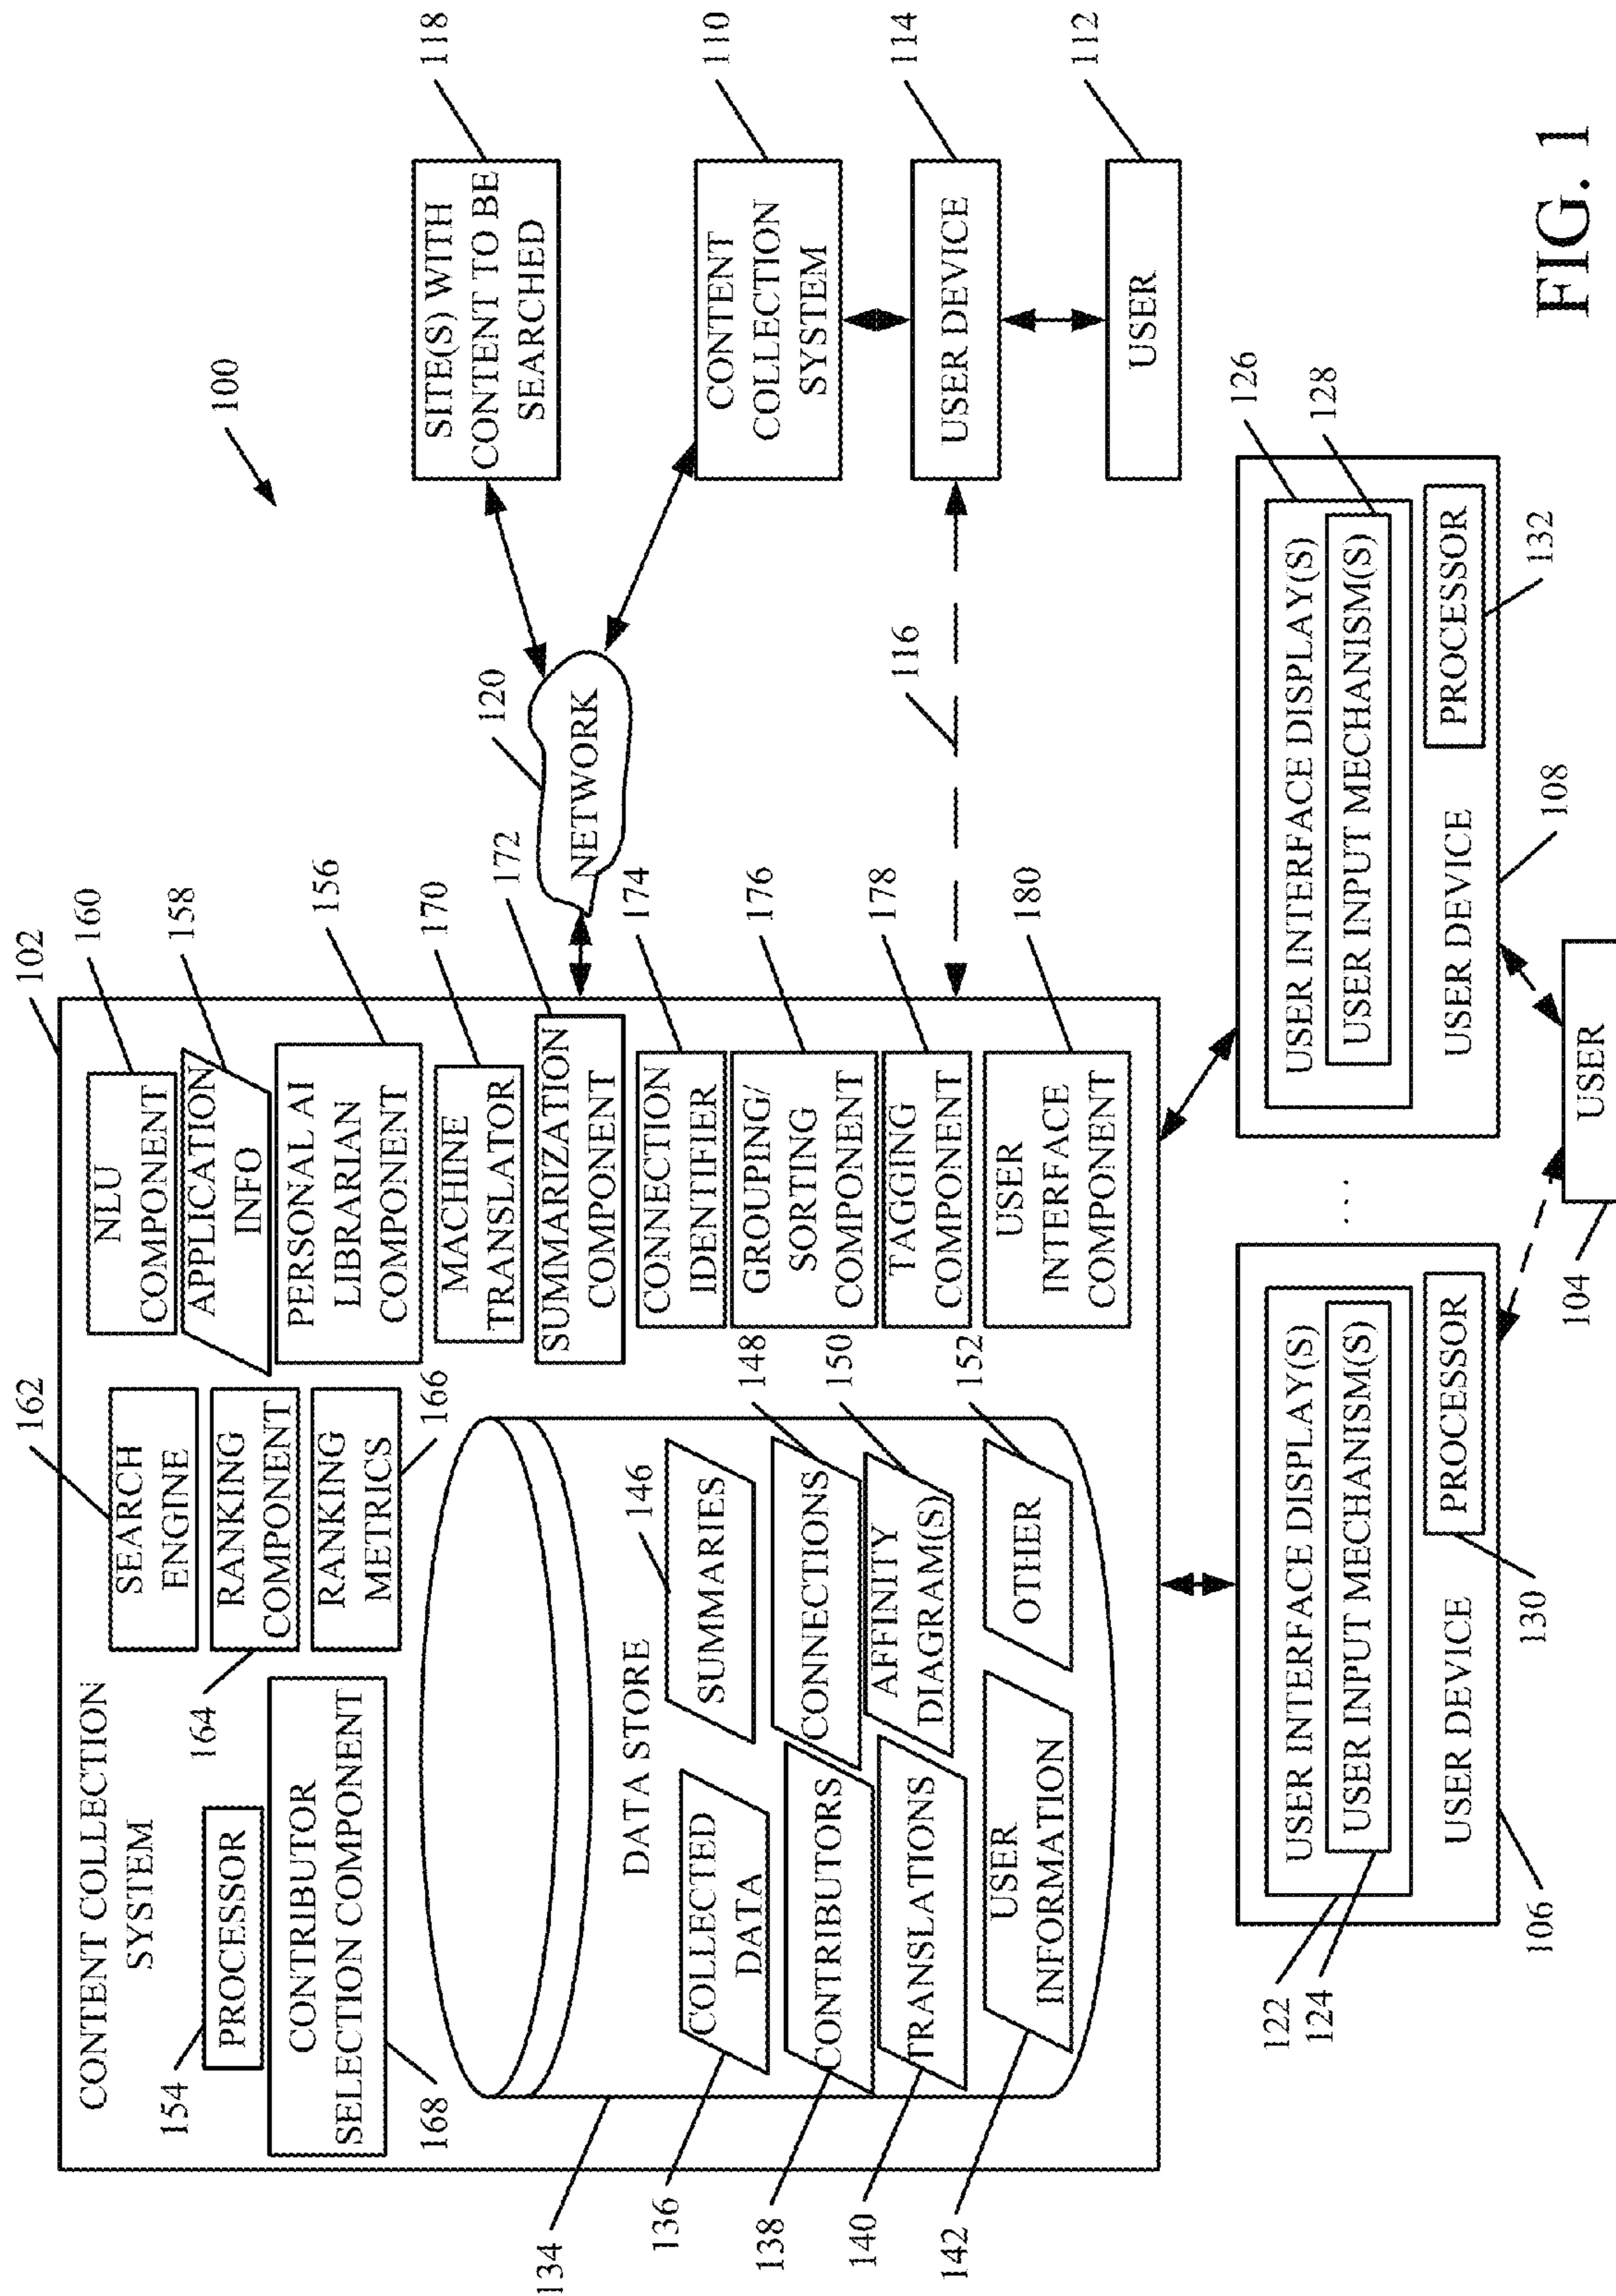 100
102
CONTENT COLLECTION
SYSTEM
154
PROCESSOR
CONTRIBUTOR
SELECTION COMPONENT
168
162
SEARCH
ENGINE
RANKING
COMPONENT
164
RANKING
METRICS
166
NLU
COMPONENT
160
APPLICATION
INFO
158
PERSONAL AI
LIBRARIAN
COMPONENT
156
MACHINE
TRANSLATOR
170
SUMMARIZATION
COMPONENT
172
CONNECTION
IDENTIFIER
174
GROUPING/
SORTING
COMPONENT
176
TAGGING
COMPONENT
178
USER
INTERFACE
COMPONENT
180
134
DATA STORE
136
COLLECTED
DATA
146
SUMMARIES
138
CONTRIBUTORS
148
CONNECTIONS
140
TRANSLATIONS
150
AFFINITY
DIAGRAM(S)
142
USER
INFORMATION
152
OTHER
120
NETWORK
116
SITE(S) WITH
CONTENT TO BE
SEARCHED
118
CONTENT
COLLECTION
SYSTEM
110
USER DEVICE
114
USER
112
USER INTERFACE DISPLAY(S)
122
USER INPUT MECHANISM(S)
124
PROCESSOR
130
USER DEVICE
106
. . .
USER INTERFACE DISPLAY(S)
126
USER INPUT MECHANISM(S)
128
PROCESSOR
132
USER DEVICE
108
USER
104
FIG. 1